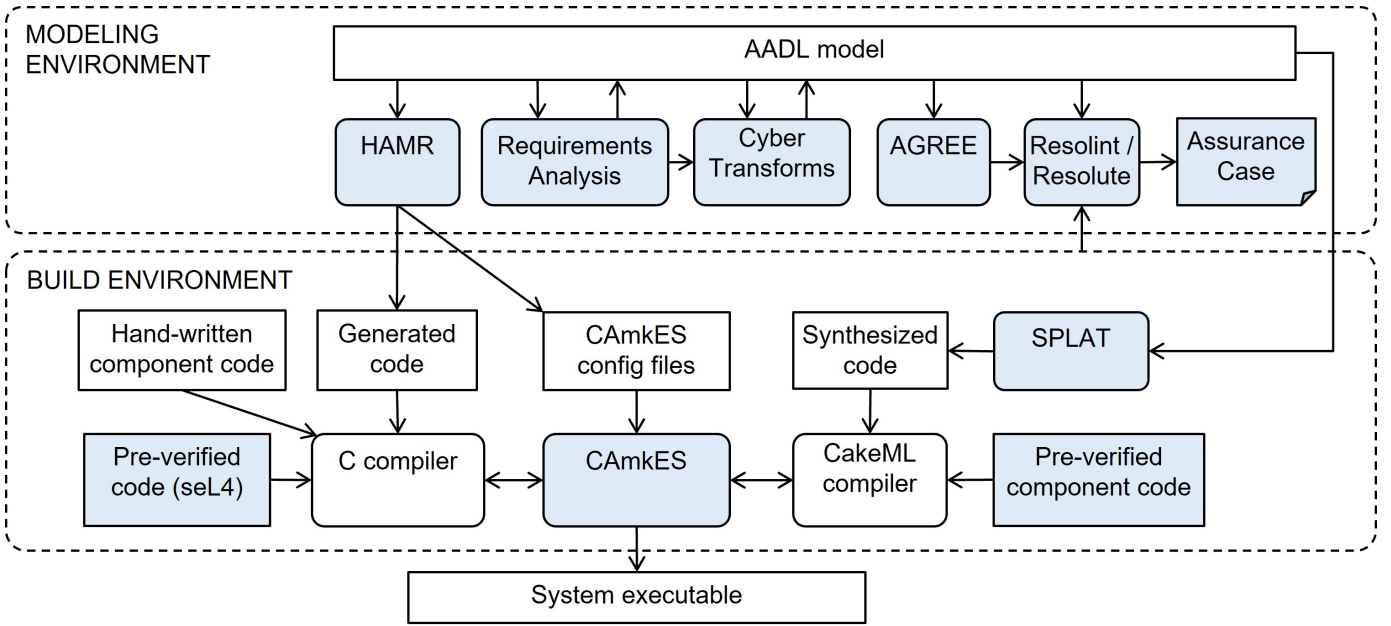 MODELING
ENVIRONMENT
AADL model
HAMR
Requirements
Analysis
Cyber
Transforms
AGREE
Resolint /
Resolute
Assurance
Case
BUILD ENVIRONMENT
Hand-written
component code
Generated
code
CAmkES
config files
Synthesized
code
SPLAT
Pre-verified
code (seL4)
C compiler
CAmkES
CakeML
compiler
Pre-verified
component code
System executable